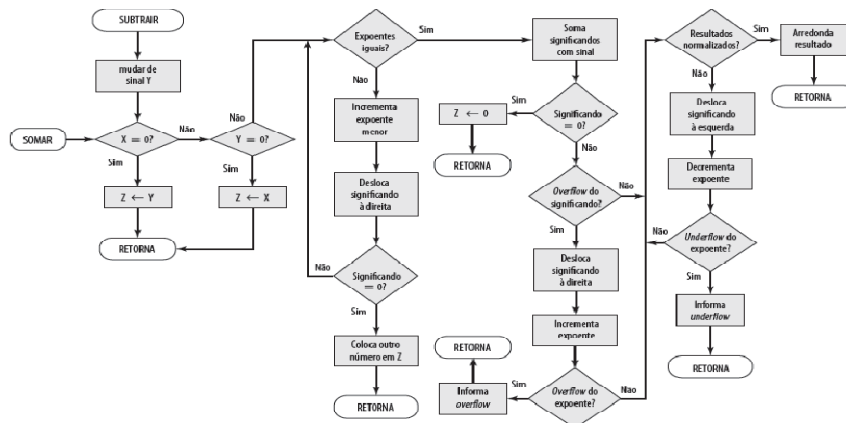 SUBTRAIR
mudar de
sinal Y
SOMAR
X = 0?
Não
Sim
Z ← Y
RETORNA
Não
Y = 0?
Sim
Z ← X
Expoentes
iguais?
Sim
Nao
Incrementa
expoente
menor
Desloca
significando
à direita
Não
Significando
= 0?
Sim
Coloca outro
número em Z
RETORNA
Soma
significandos
com sinal
Sim
Z ← 0
RETORNA
Significando
= 0?
Não
Overflow do
significando?
Não
Sim
Desloca
significando
à direita
Incrementa
expoente
RETORNA
Informa
overflow
Sim
Overflow do
expoente?
Nao
Resultados
normalizados?
Sim
Arredonda
resultado
RETORNA
Não
Desloca
significando
à esquerda
Decrementa
expoente
Não
Underflow do
expoente?
Sim
Informa
underflow
RETORNA